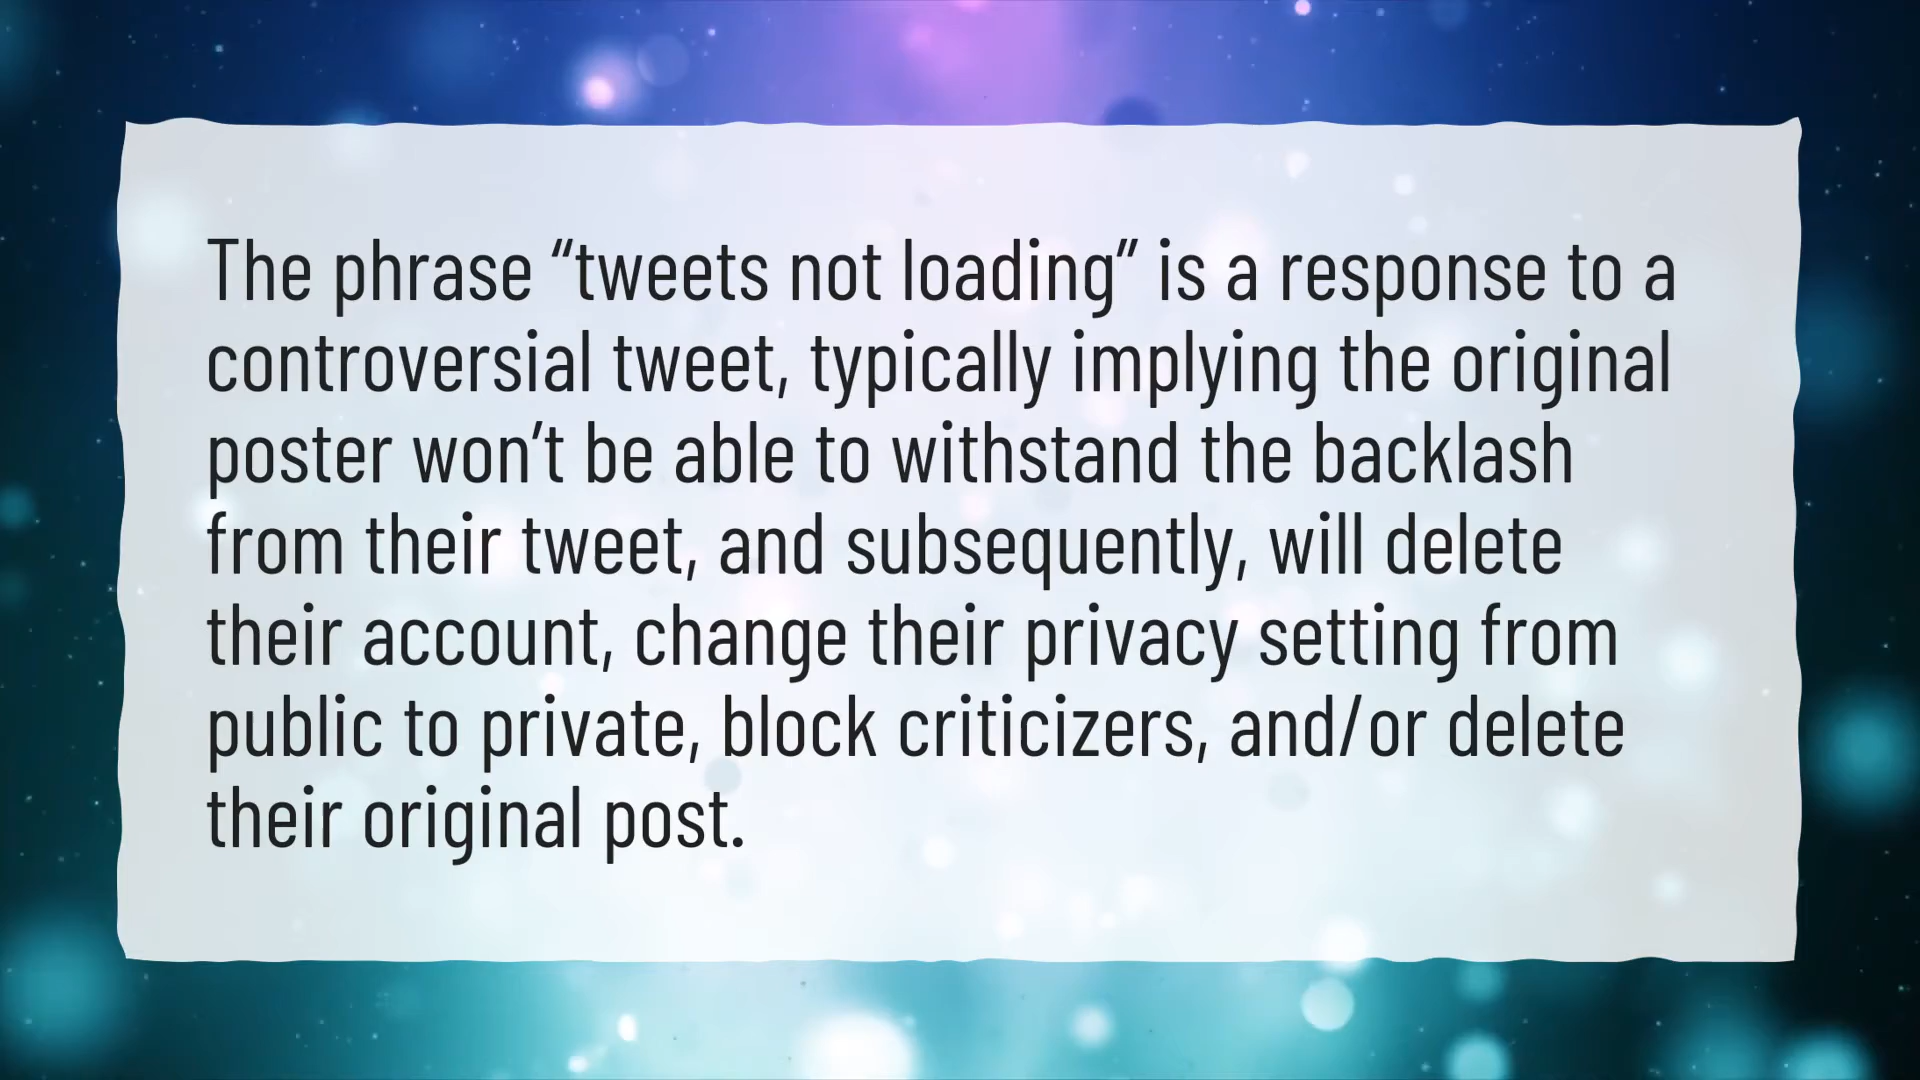 The phrase “tweets not loading” is a response to a
controversial tweet, typically implying the original
poster won’t be able to withstand the backlash
from their tweet, and subsequently, will delete
their account, change their privacy setting from
public to private, block criticizers, and/or delete
their original post.